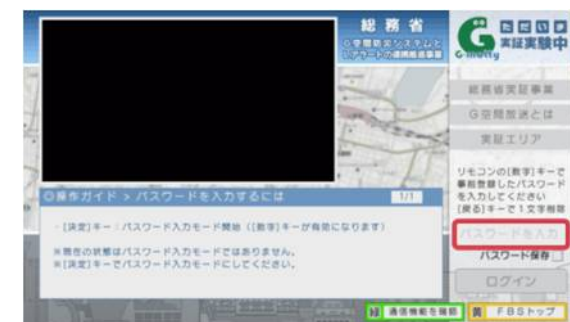 総務省
G空間防災システムと
Lアラートの連携推進事業
G-motty
ただいま
実証実験中
総務省実証事業
G空間放送とは
実証エリア
リモコンの[数字]キーで
事前登録したパスワード
を入力してください
[戻る]キーで1文字削除
パスワードを入力
パスワード保存
ログイン
◎操作ガイド > パスワードを入力するには
1/1
・[決定]キー：パスワード入力モード開始（[数字]キーが有効になります）
※現在の状態はパスワード入力モードではありません。
※[決定]キーでパスワード入力モードにしてください。
緑 通信機能を確認
黄 FBSトップ